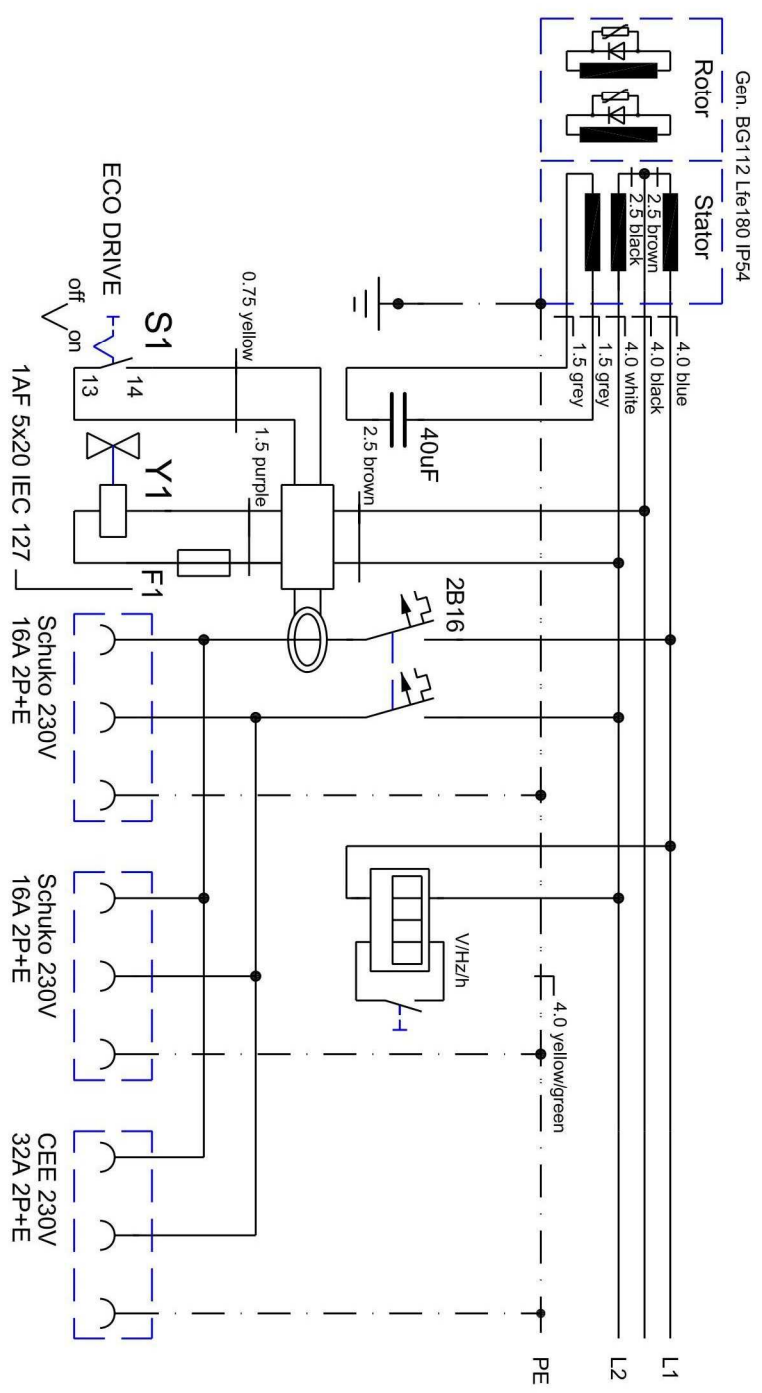 Gen. BG112 Lfe180 IP54
Rotor
Stator
2.5 brown
2.5 black
4.0 blue
4.0 black
4.0 white
1.5 grey
1.5 grey
L1
L2
PE
40uF
2B16
V/Hz/h
4.0 yellow/green
2.5 brown
0.75 yellow
1.5 purple
ECO DRIVE
S1
off
on
13
14
Y1
F1
1AF 5x20 IEC 127
Schuko 230V
16A 2P+E
Schuko 230V
16A 2P+E
CEE 230V
32A 2P+E